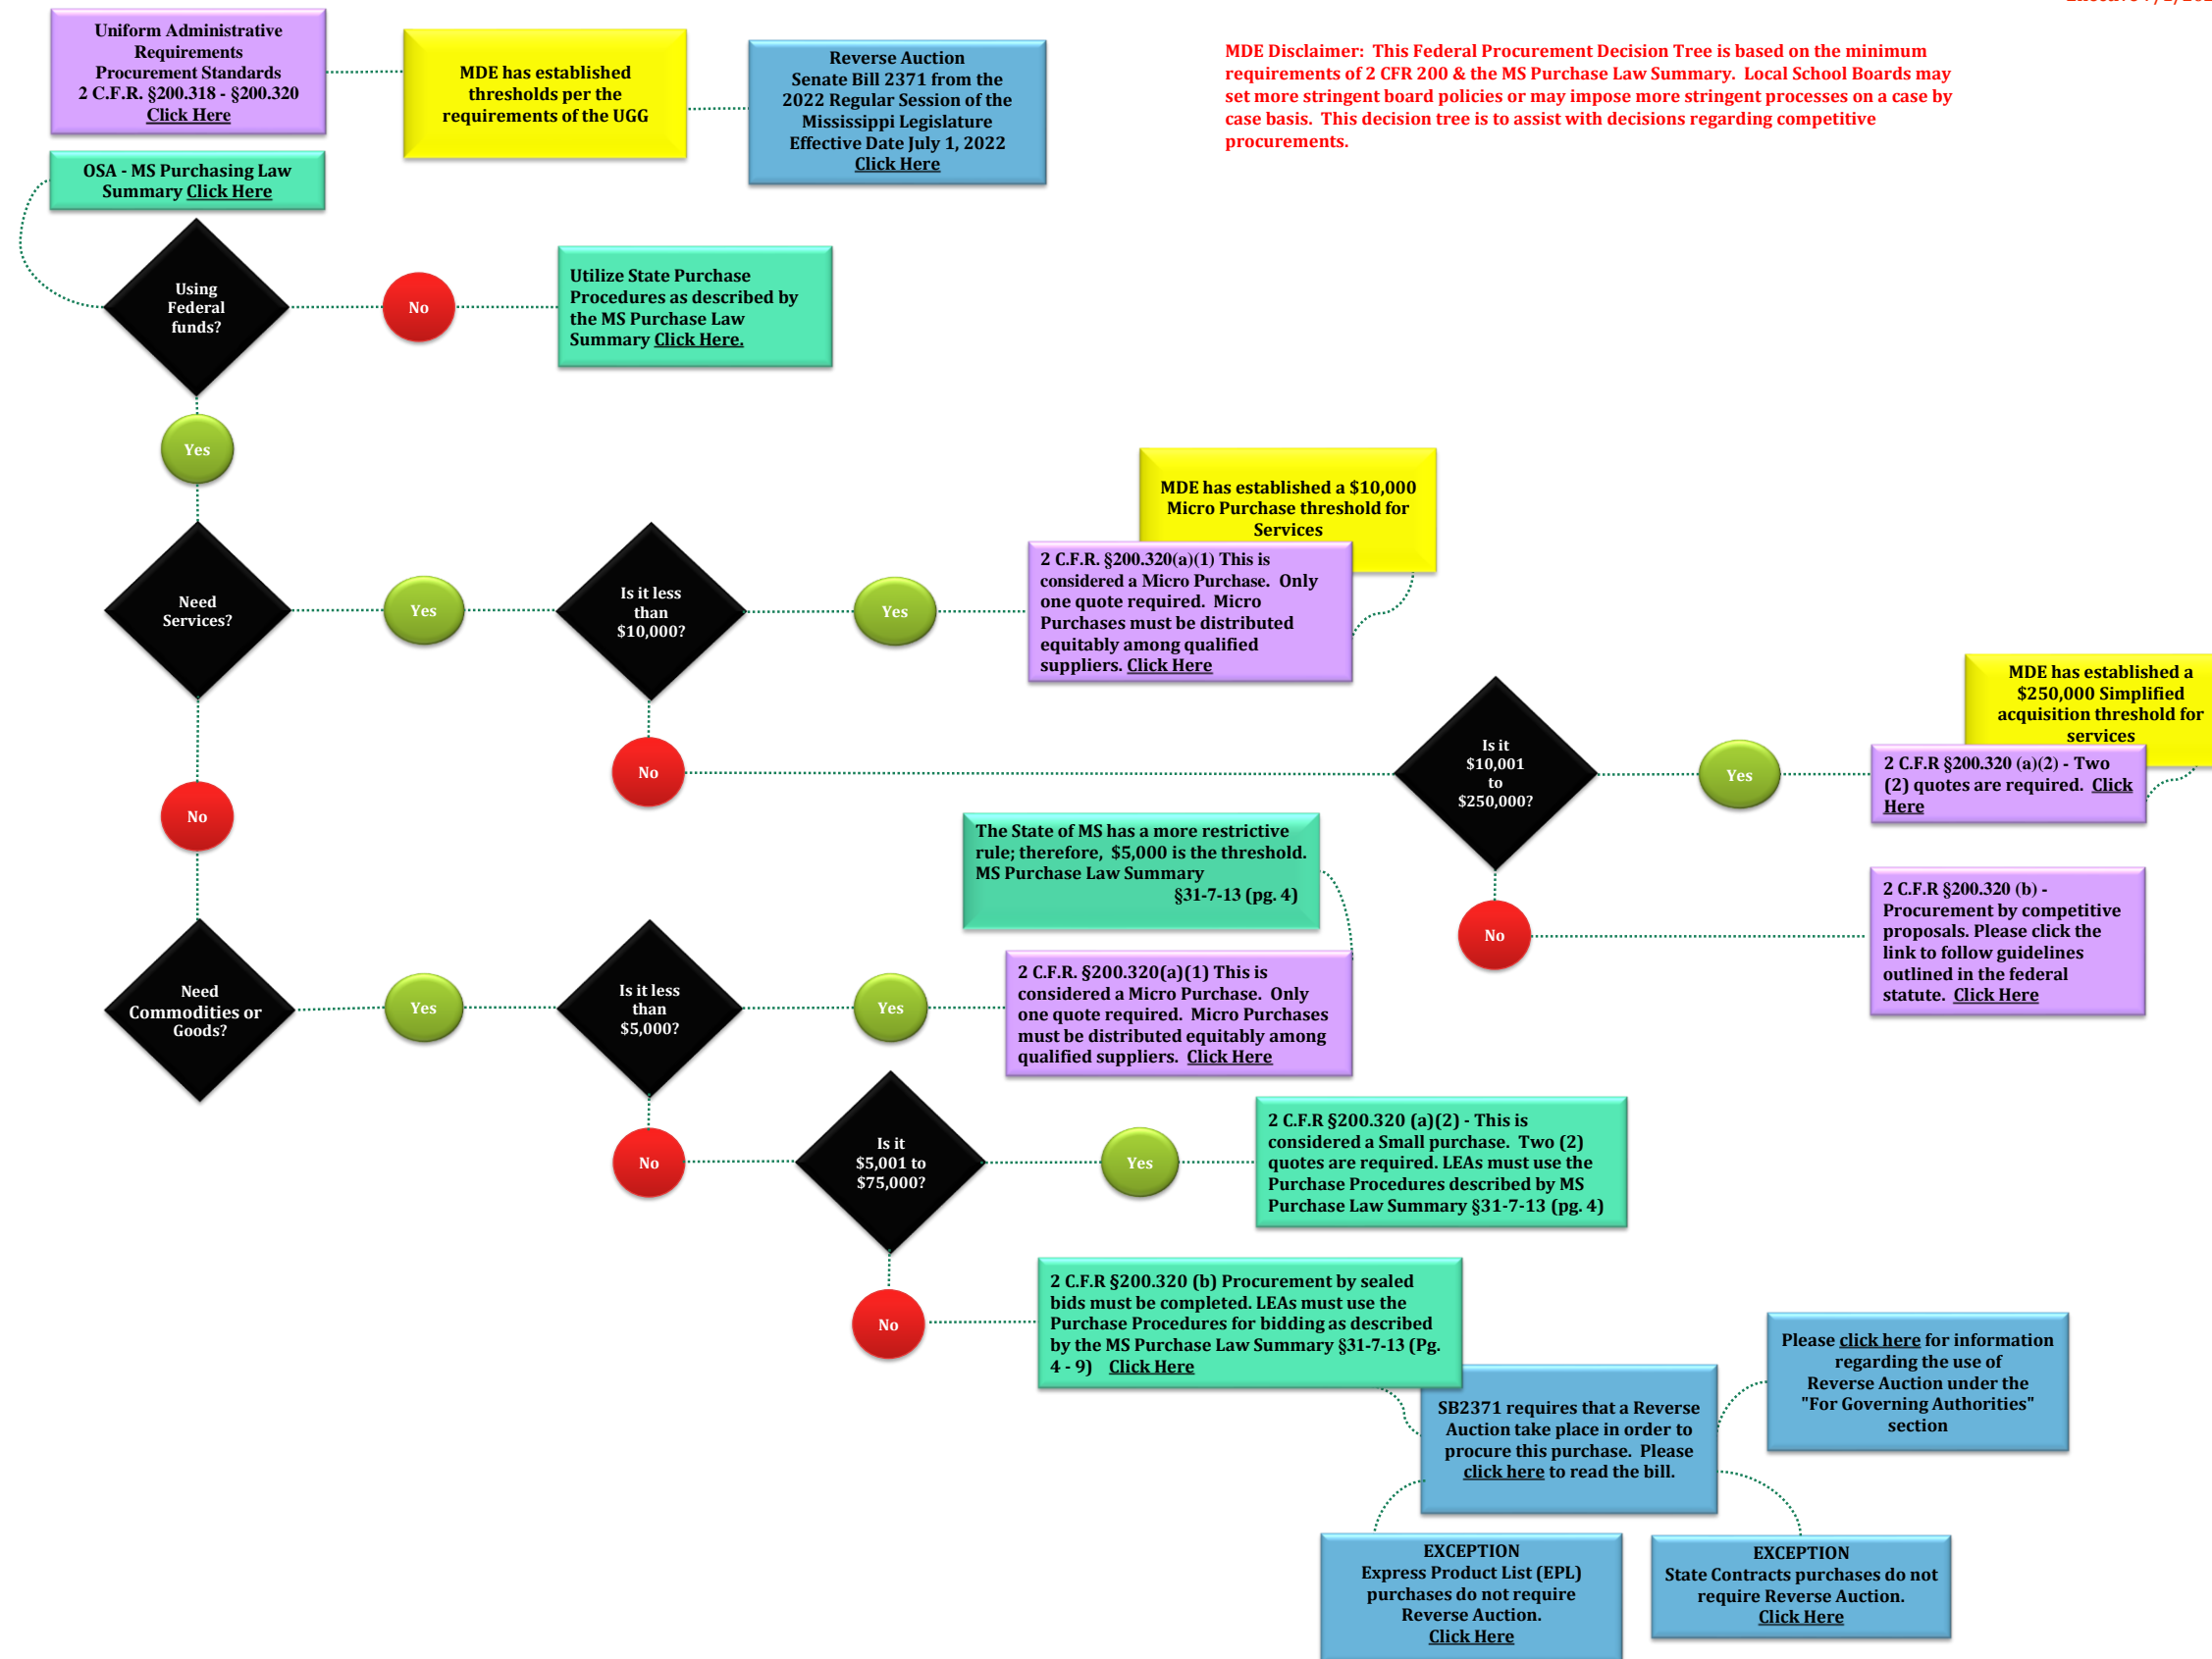 Uniform Administrative
Requirements
Procurement Standards
2 C.F.R. §200.318 - §200.320
Click Here
MDE has established
thresholds per the
requirements of the UGG
Reverse Auction
Senate Bill 2371 from the
2022 Regular Session of the
Mississippi Legislature
Effective Date July 1, 2022
Click Here
MDE Disclaimer: This Federal Procurement Decision Tree is based on the minimum
requirements of 2 CFR 200 & the MS Purchase Law Summary. Local School Boards may
set more stringent board policies or may impose more stringent processes on a case by
case basis. This decision tree is to assist with decisions regarding competitive
procurements.
OSA - MS Purchasing Law
Summary Click Here
Using
Federal
funds?
No
Utilize State Purchase
Procedures as described by
the MS Purchase Law
Summary Click Here.
Yes
Need
Services?
Yes
Is it less
than
$10,000?
Yes
MDE has established a $10,000
Micro Purchase threshold for
Services
2 C.F.R. §200.320(a)(1) This is
considered a Micro Purchase. Only
one quote required. Micro
Purchases must be distributed
equitably among qualified
suppliers. Click Here
No
Is it
$10,001
to
$250,000?
Yes
MDE has established a
$250,000 Simplified
acquisition threshold for
services
2 C.F.R §200.320 (a)(2) - Two
(2) quotes are required. Click
Here
No
2 C.F.R §200.320 (b) -
Procurement by competitive
proposals. Please click the
link to follow guidelines
outlined in the federal
statute. Click Here
No
Need
Commodities or
Goods?
Yes
Is it less
than
$5,000?
Yes
The State of MS has a more restrictive
rule; therefore, $5,000 is the threshold.
MS Purchase Law Summary
§31-7-13 (pg. 4)
2 C.F.R. §200.320(a)(1) This is
considered a Micro Purchase. Only
one quote required. Micro Purchases
must be distributed equitably among
qualified suppliers. Click Here
No
Is it
$5,001 to
$75,000?
Yes
2 C.F.R §200.320 (a)(2) - This is
considered a Small purchase. Two (2)
quotes are required. LEAs must use the
Purchase Procedures described by MS
Purchase Law Summary §31-7-13 (pg. 4)
No
2 C.F.R §200.320 (b) Procurement by sealed
bids must be completed. LEAs must use the
Purchase Procedures for bidding as described
by the MS Purchase Law Summary §31-7-13 (Pg.
4 - 9) Click Here
SB2371 requires that a Reverse
Auction take place in order to
procure this purchase. Please
click here to read the bill.
Please click here for information
regarding the use of
Reverse Auction under the
"For Governing Authorities"
section
EXCEPTION
Express Product List (EPL)
purchases do not require
Reverse Auction.
Click Here
EXCEPTION
State Contracts purchases do not
require Reverse Auction.
Click Here